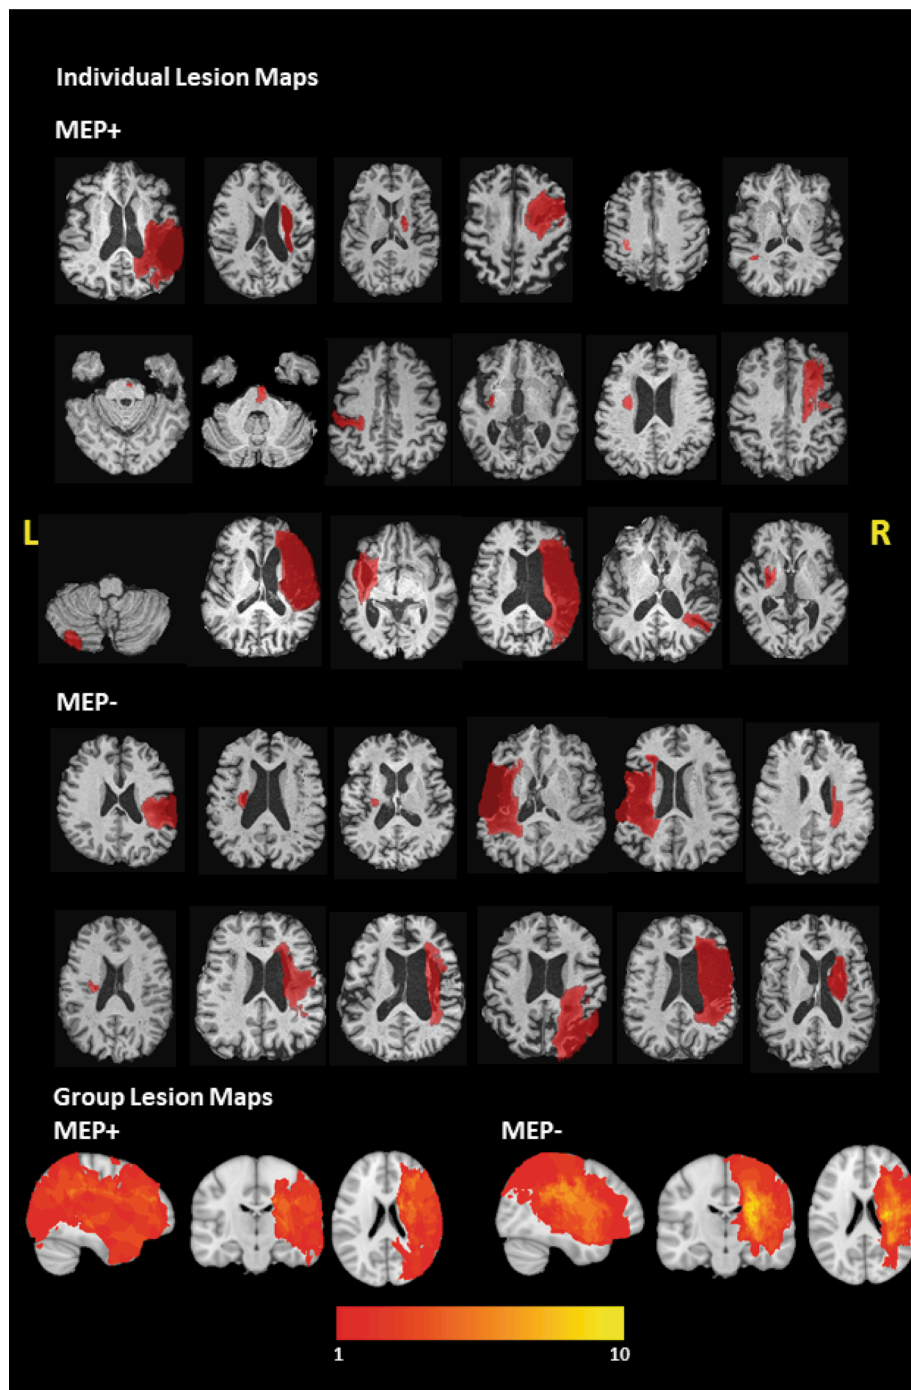 Individual Lesion Maps
MEP+
L
R
MEP-
Group Lesion Maps
MEP+
MEP-
1
10